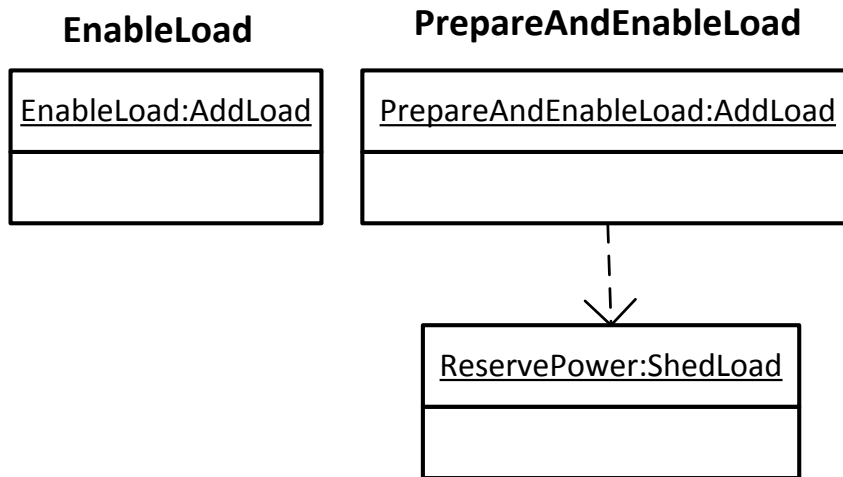 EnableLoad
PrepareAndEnableLoad
EnableLoad:AddLoad
PrepareAndEnableLoad:AddLoad
ReservePower:ShedLoad